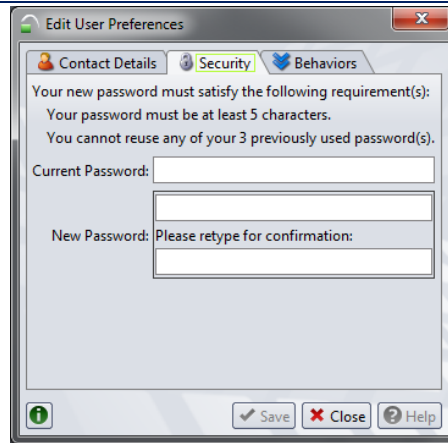 Edit User Preferences
Contact Details Security Behaviors
Your new password must satisfy the following requirement(s):
Your password must be at least 5 characters.
You cannot reuse any of your 3 previously used password(s).
Current Password:
New Password: Please retype for confirmation:
Save Close Help